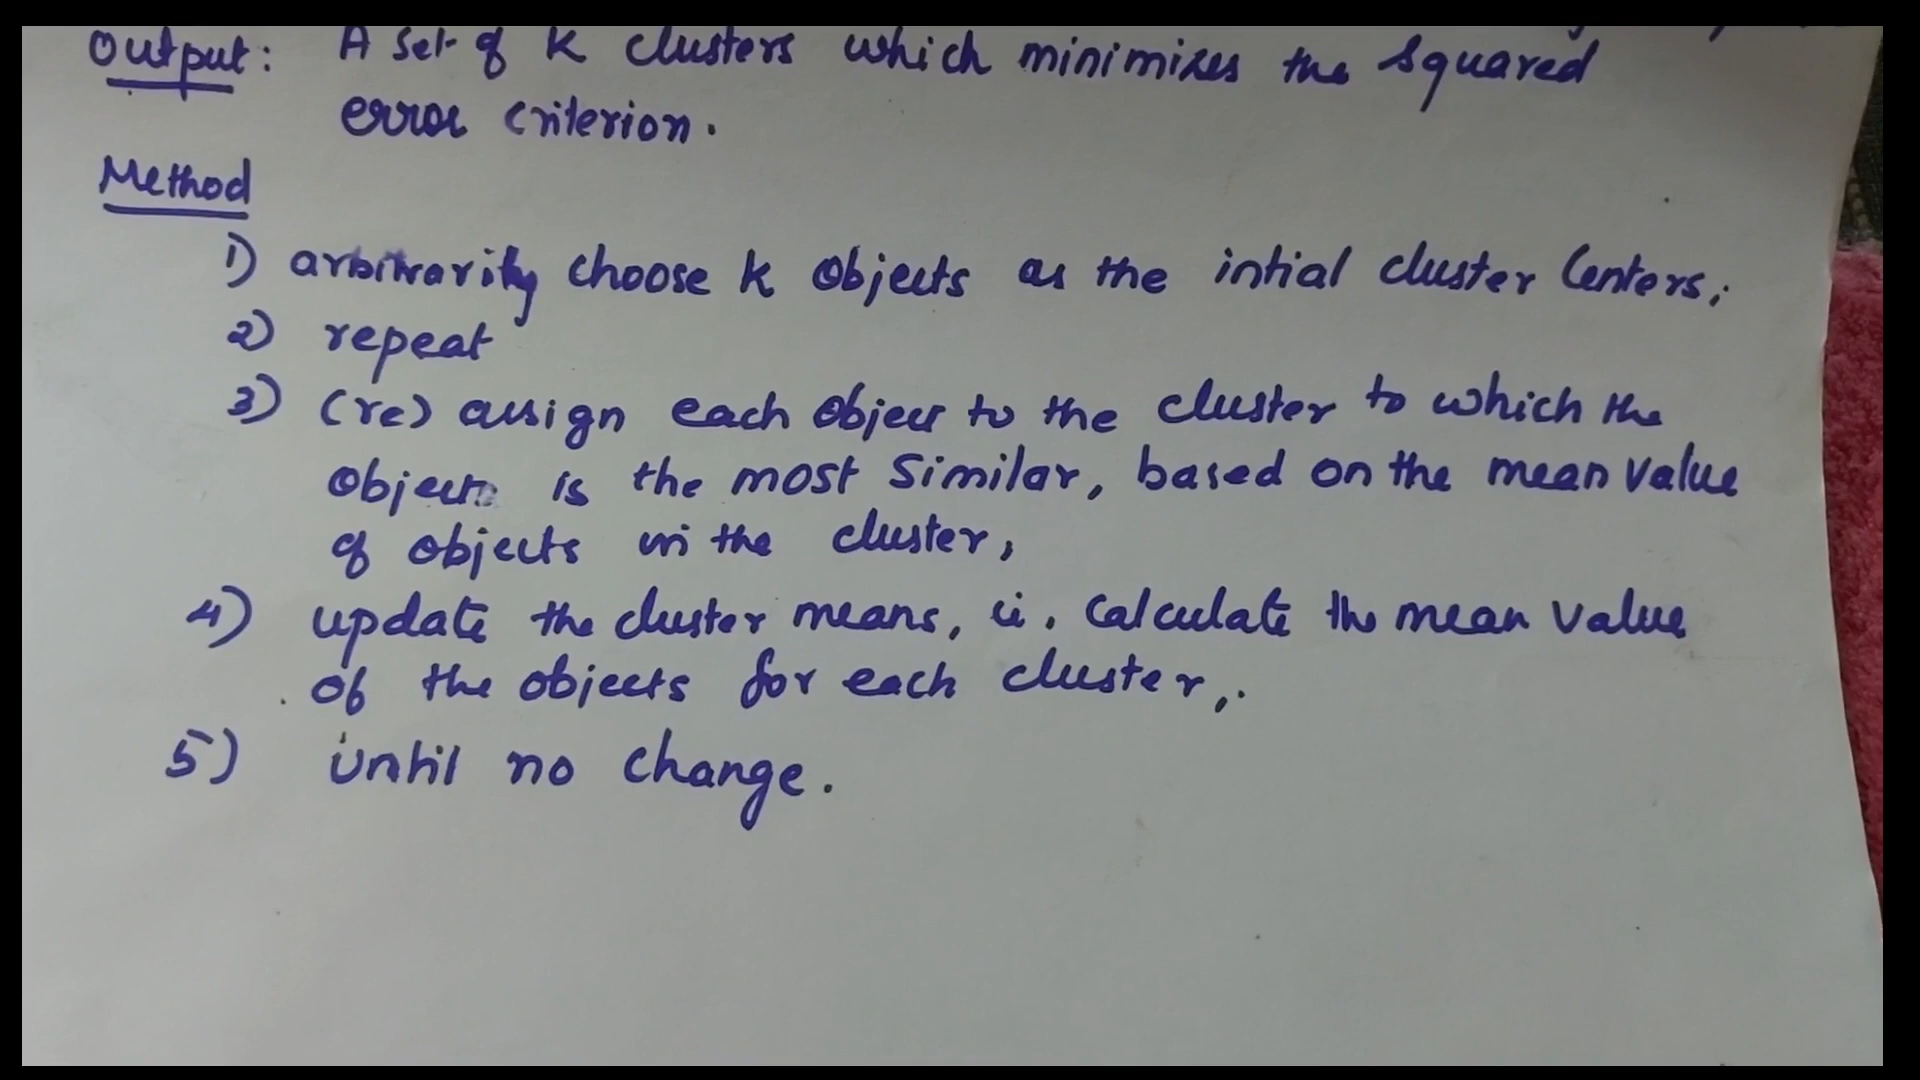 Output: A set of K clusters which minimizes the squared
error criterion.
Method
1) arbitrarily choose k objects as the intial cluster Centers;
2) repeat
3) (re) assign each object to the cluster to which the
object is the most Similar, based on the mean value
of objects in the cluster,
4) update the cluster means, ie, Calculate the mean value
of the objects for each cluster,.
5) until no change.